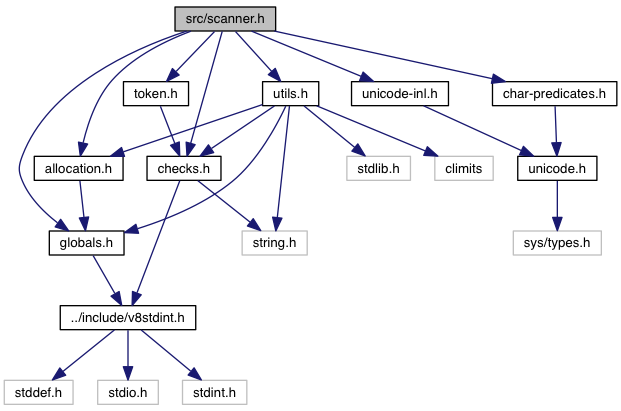 src/scanner.h
token.h
utils.h
unicode-inl.h
char-predicates.h
allocation.h
checks.h
stdlib.h
climits
unicode.h
globals.h
string.h
sys/types.h
../include/v8stdint.h
stddef.h
stdio.h
stdint.h